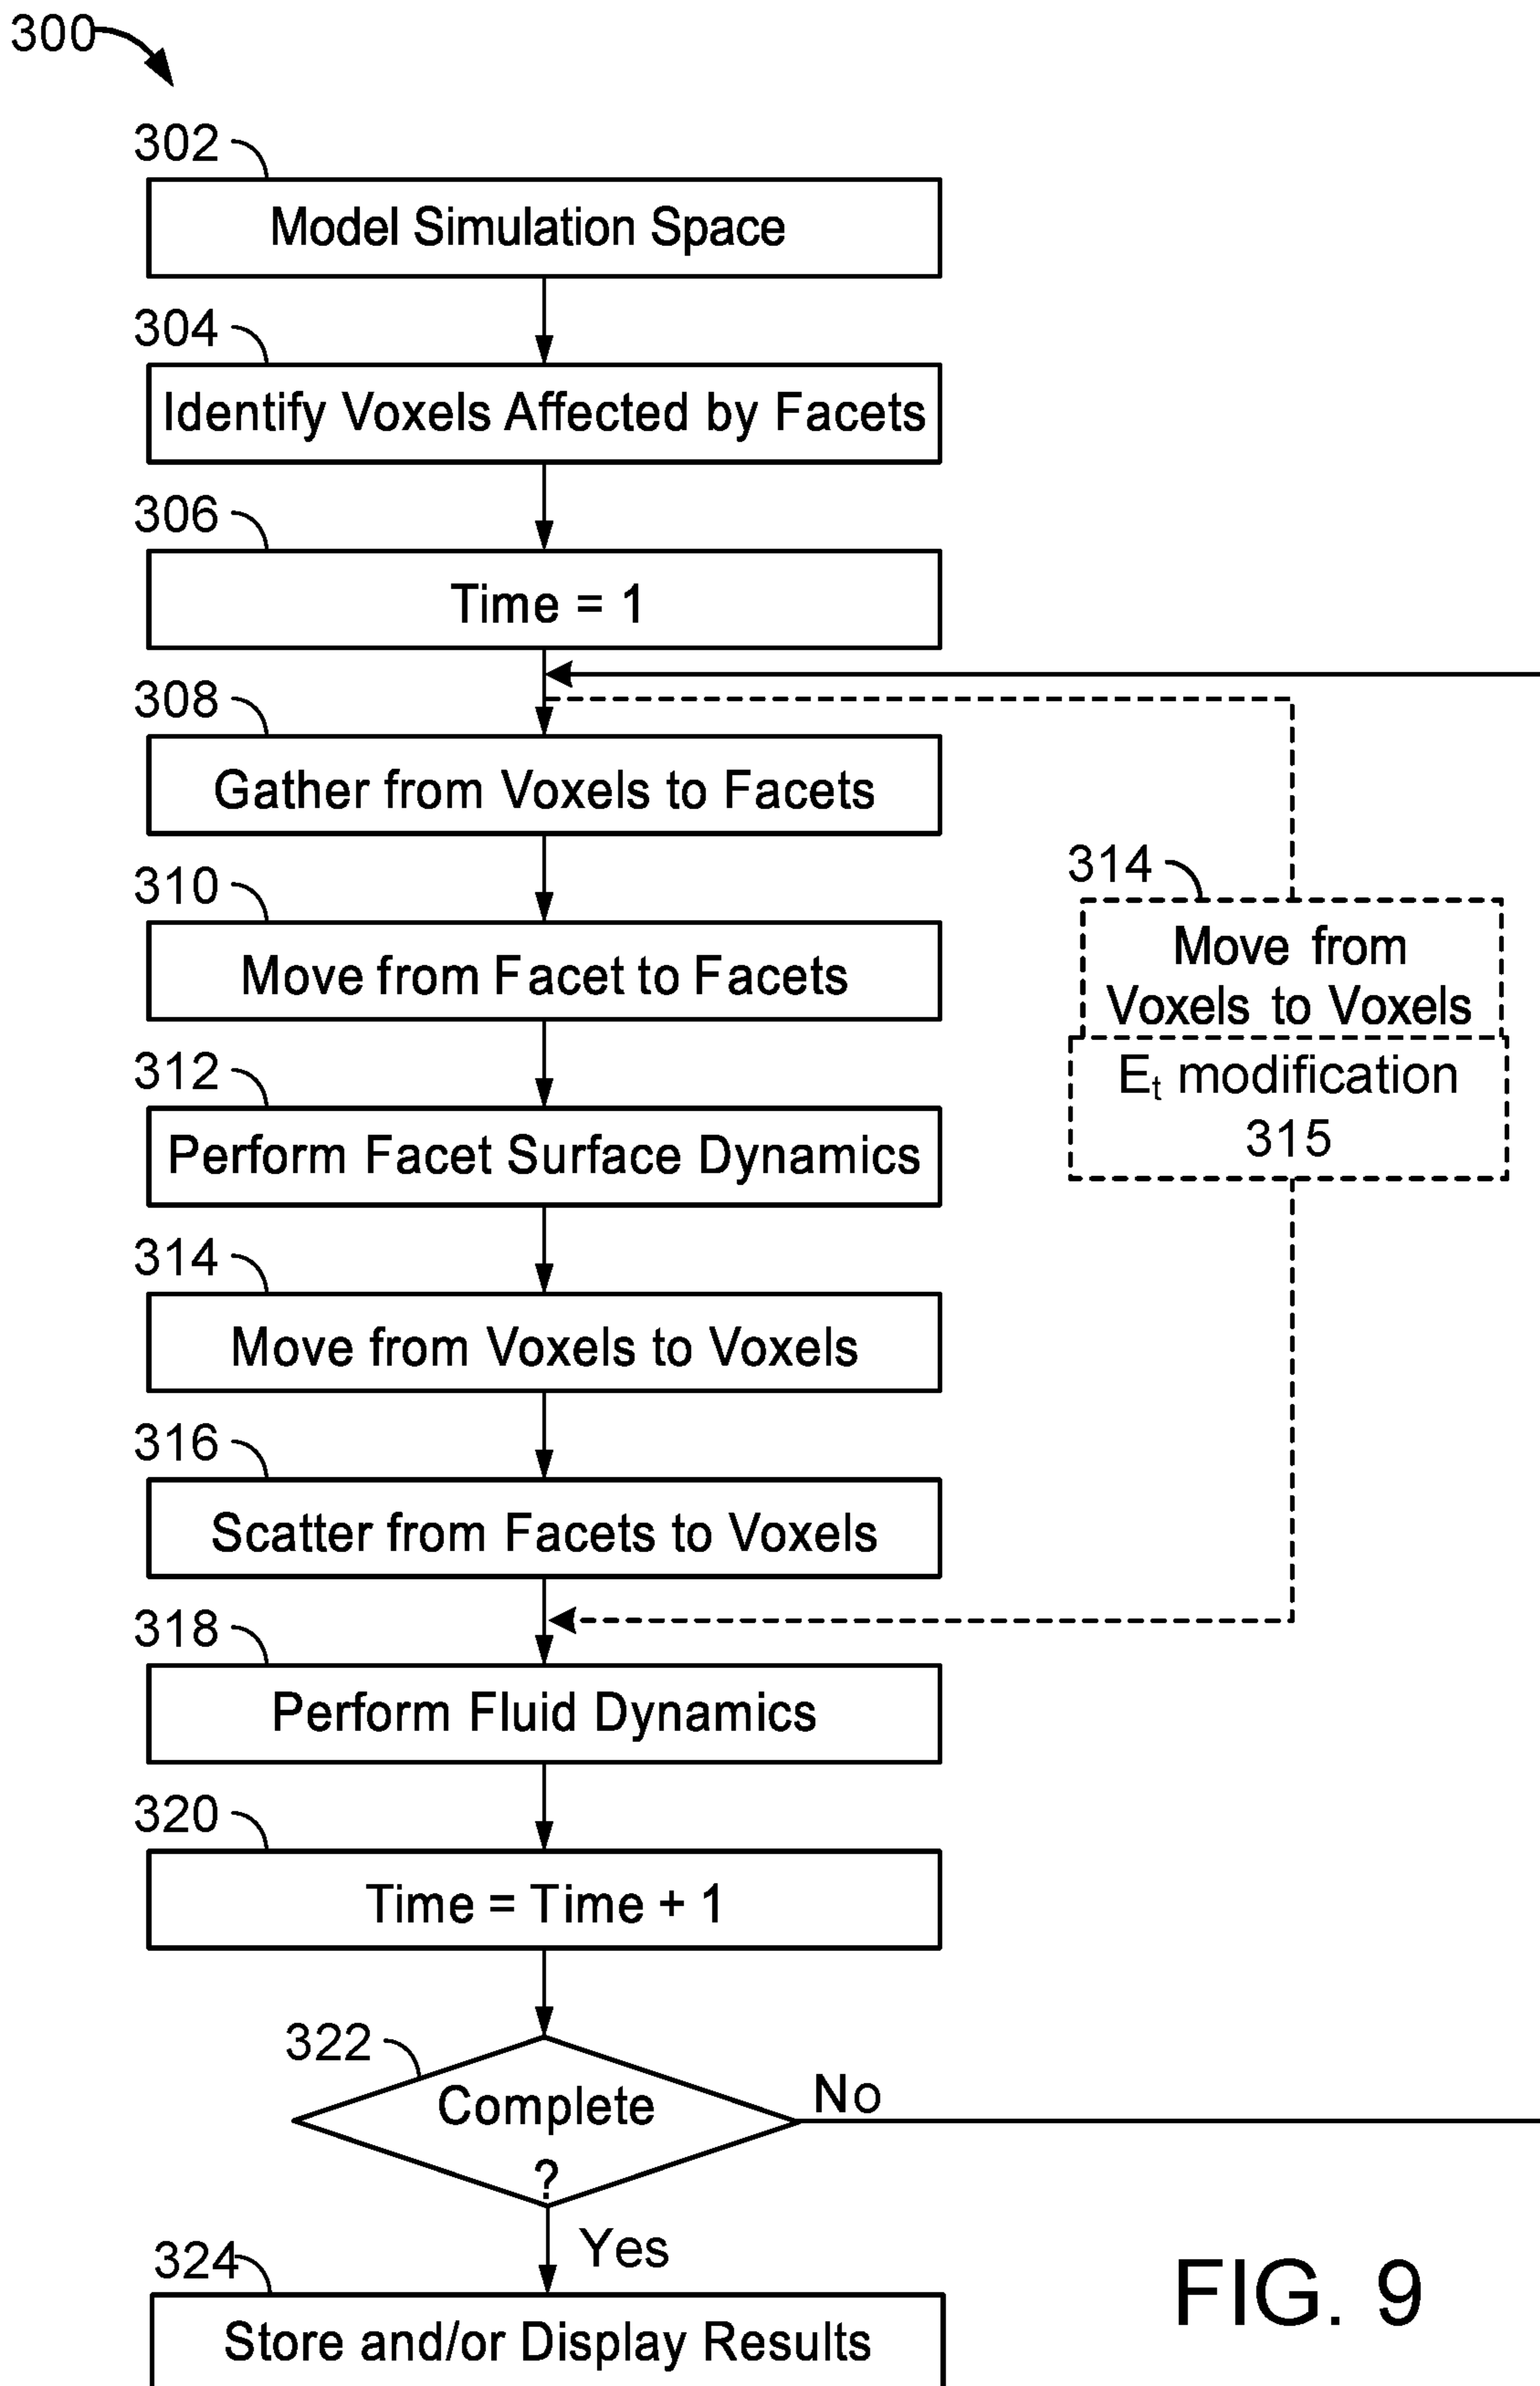 300
302
Model Simulation Space
304
Identify Voxels Affected by Facets
306
Time = 1
308
Gather from Voxels to Facets
310
Move from Facet to Facets
314
Move from
Voxels to Voxels
Et modification
315
312
Perform Facet Surface Dynamics
314
Move from Voxels to Voxels
316
Scatter from Facets to Voxels
318
Perform Fluid Dynamics
320
Time = Time + 1
322
Complete
?
No
Yes
324
Store and/or Display Results
FIG. 9